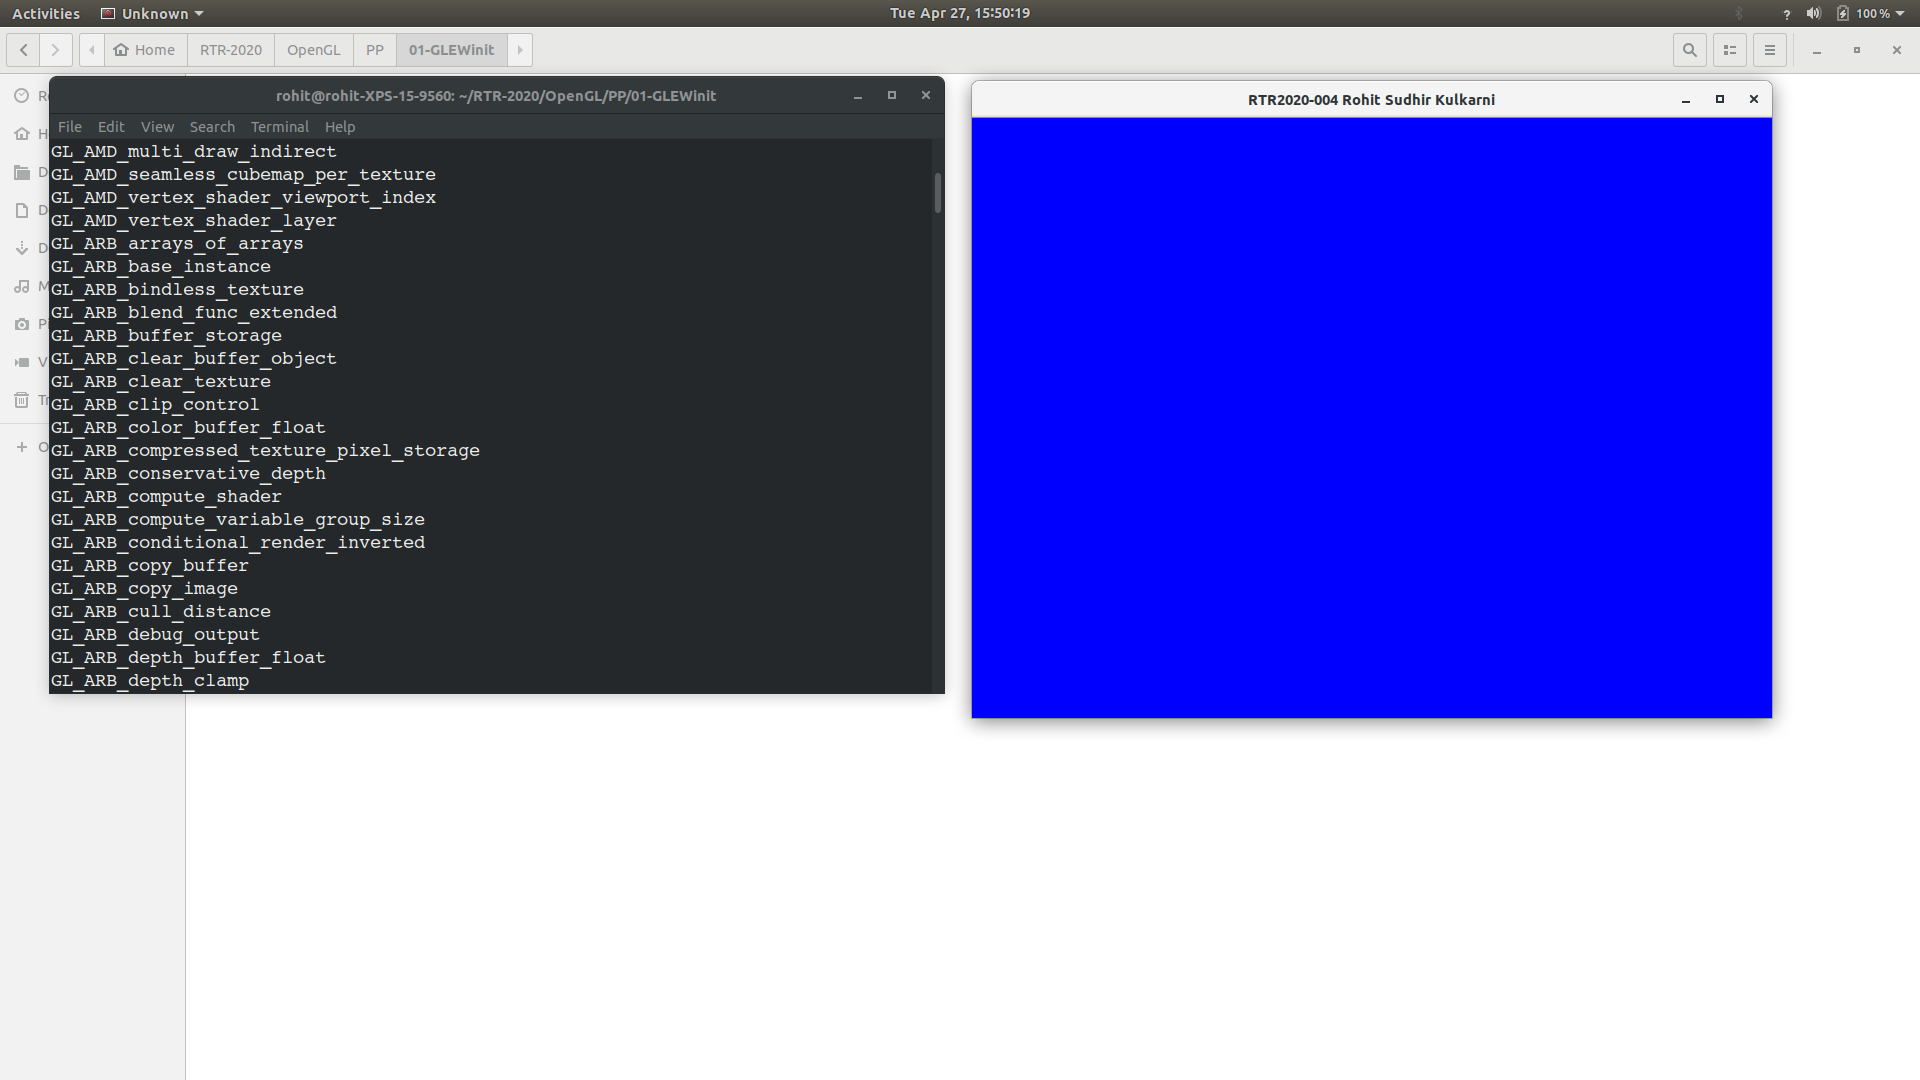 Activities Unknown Tue Apr 27, 15:50:19 ? 100 %
Home RTR-2020 OpenGL PP 01-GLEWinit
rohit@rohit-XPS-15-9560: ~/RTR-2020/OpenGL/PP/01-GLEWinit
File Edit View Search Terminal Help
GL_AMD_multi_draw_indirect
GL_AMD_seamless_cubemap_per_texture
GL_AMD_vertex_shader_viewport_index
GL_AMD_vertex_shader_layer
GL_ARB_arrays_of_arrays
GL_ARB_base_instance
GL_ARB_bindless_texture
GL_ARB_blend_func_extended
GL_ARB_buffer_storage
GL_ARB_clear_buffer_object
GL_ARB_clear_texture
GL_ARB_clip_control
GL_ARB_color_buffer_float
GL_ARB_compressed_texture_pixel_storage
GL_ARB_conservative_depth
GL_ARB_compute_shader
GL_ARB_compute_variable_group_size
GL_ARB_conditional_render_inverted
GL_ARB_copy_buffer
GL_ARB_copy_image
GL_ARB_cull_distance
GL_ARB_debug_output
GL_ARB_depth_buffer_float
GL_ARB_depth_clamp
RTR2020-004 Rohit Sudhir Kulkarni